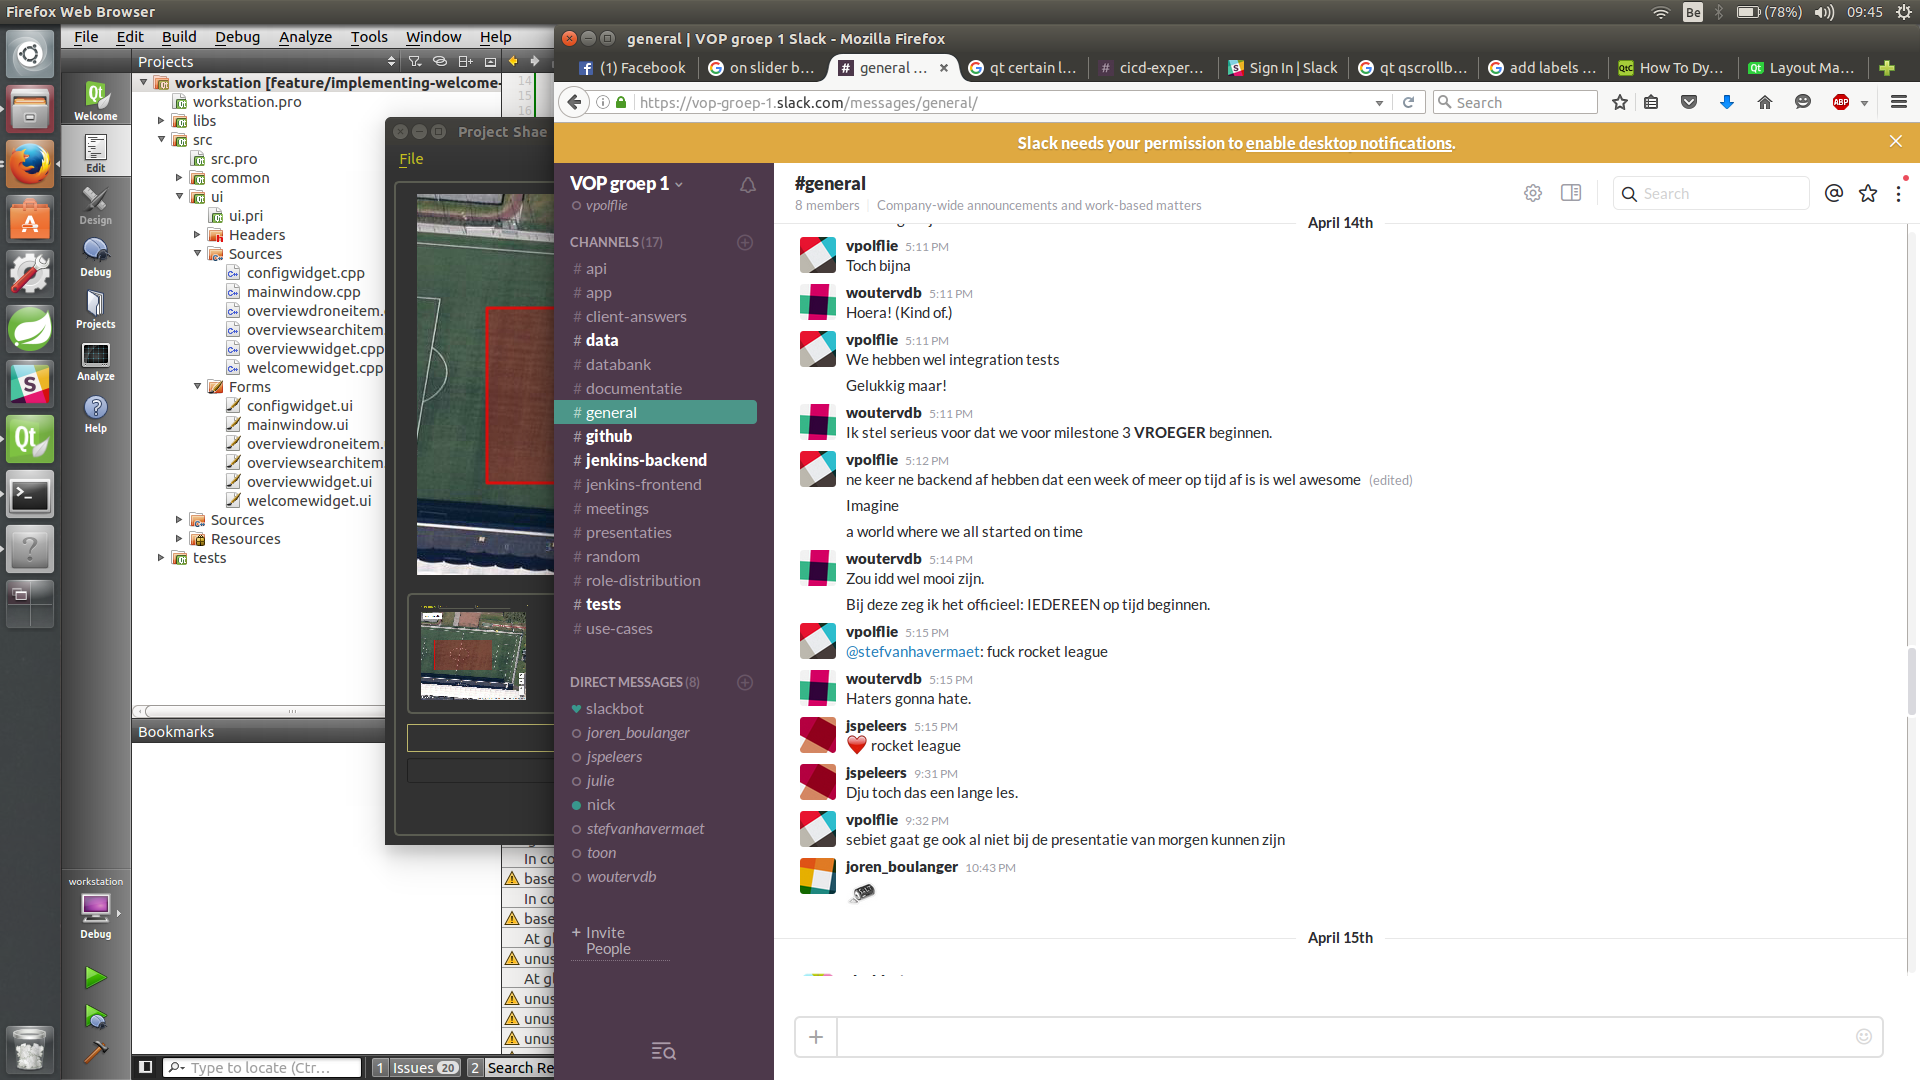 Firefox Web Browser
Be
(78%)
09:45
File Edit Build Debug Analyze Tools Window Help
general | VOP groep 1 Slack - Mozilla Firefox
(1) Facebook
on slider b...
general ...
qt certain l...
cicd-exper...
Sign In | Slack
qt qscrollb...
add labels ...
How To Dy...
Layout Ma...
https://vop-groep-1.slack.com/messages/general/
Search
ABP
Slack needs your permission to enable desktop notifications.
Projects
workstation [feature/implementing-welcome-
workstation.pro
libs
src
src.pro
common
ui
ui.pri
Headers
Sources
configwidget.cpp
mainwindow.cpp
overviewdroneitem.
overviewsearchitem.
overviewwidget.cpp
welcomewidget.cpp
Forms
configwidget.ui
mainwindow.ui
overviewdroneitem.
overviewsearchitem.
overviewwidget.ui
welcomewidget.ui
Sources
Resources
tests
Bookmarks
Welcome
Edit
Design
Debug
Projects
Analyze
Help
workstation
Debug
14
15
16
Project Shae
File
In co
base
In co
base
At gl
unus
At gl
unus
unus
unus
Type to locate (Ctr...
1 Issues 20
2 Search Re
VOP groep 1
vpolflie
CHANNELS (17)
# api
# app
# client-answers
# data
# databank
# documentatie
# general
# github
# jenkins-backend
# jenkins-frontend
# meetings
# presentaties
# random
# role-distribution
# tests
# use-cases
DIRECT MESSAGES (8)
slackbot
joren_boulanger
jspeleers
julie
nick
stefvanhavermaet
toon
woutervdb
+ Invite
People
#general
8 members
Company-wide announcements and work-based matters
Search
April 14th
vpolflie 5:11 PM
Toch bijna
woutervdb 5:11 PM
Hoera! (Kind of.)
vpolflie 5:11 PM
We hebben wel integration tests
Gelukkig maar!
woutervdb 5:11 PM
Ik stel serieus voor dat we voor milestone 3 VROEGER beginnen.
vpolflie 5:12 PM
ne keer ne backend af hebben dat een week of meer op tijd af is is wel awesome (edited)
Imagine
a world where we all started on time
woutervdb 5:14 PM
Zou idd wel mooi zijn.
Bij deze zeg ik het officieel: IEDEREEN op tijd beginnen.
vpolflie 5:15 PM
@stefvanhavermaet: fuck rocket league
woutervdb 5:15 PM
Haters gonna hate.
jspeleers 5:15 PM
❤️ rocket league
jspeleers 9:31 PM
Dju toch das een lange les.
vpolflie 9:32 PM
sebiet gaat ge ook al niet bij de presentatie van morgen kunnen zijn
joren_boulanger 10:43 PM
April 15th